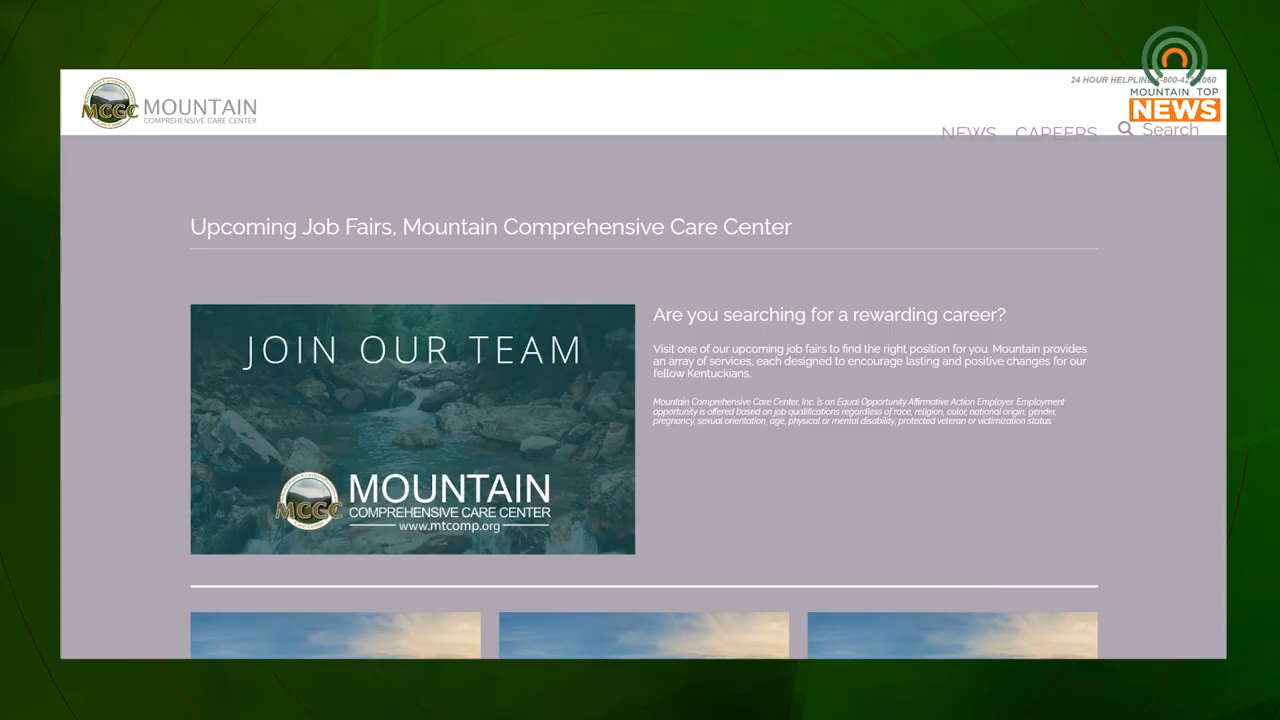 MCCC MOUNTAIN
COMPREHENSIVE CARE CENTER
24 HOUR HELPLINE
MOUNTAIN TOP
NEWS
NEWS CAREERS Search
Upcoming Job Fairs, Mountain Comprehensive Care Center
JOIN OUR TEAM
MCCC MOUNTAIN
COMPREHENSIVE CARE CENTER
www.mtcomp.org
Are you searching for a rewarding career?
Visit one of our upcoming job fairs to find the right position for you. Mountain provides
an array of services, each designed to encourage lasting and positive changes for our
fellow Kentuckians.
Mountain Comprehensive Care Center, Inc. is an Equal Opportunity Affirmative Action Employer. Employment
opportunity is offered based on job qualifications regardless of race, religion, color, national origin, gender,
pregnancy, sexual orientation, age, physical or mental disability, protected veteran or victimization status.